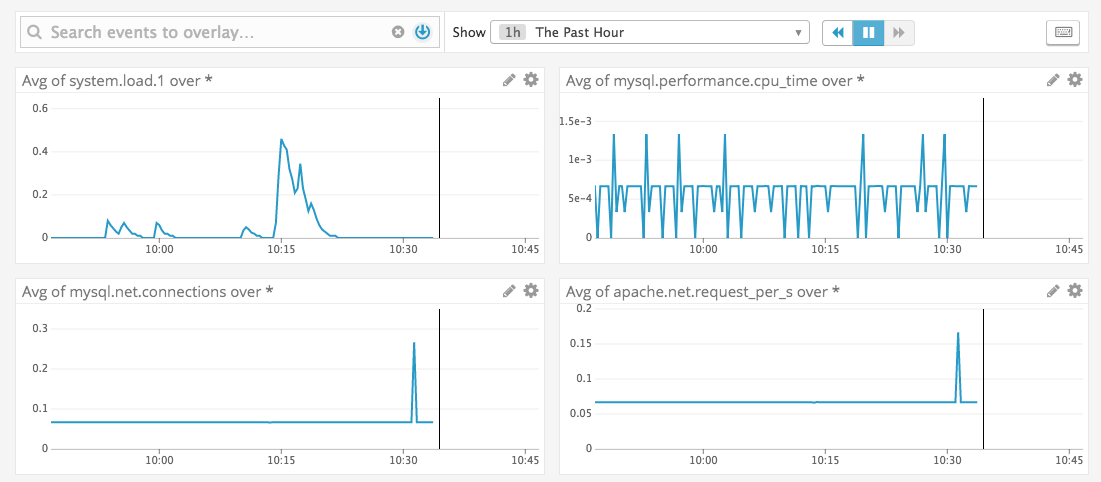 Search events to overlay... Show 1h The Past Hour
Avg of system.load.1 over *
0.6
0.4
0.2
0
10:00 10:15 10:30 10:45
Avg of mysql.performance.cpu_time over *
1.5e-3
1e-3
5e-4
0
10:00 10:15 10:30 10:45
Avg of mysql.net.connections over *
0.3
0.2
0.1
0
10:00 10:15 10:30 10:45
Avg of apache.net.request_per_s over *
0.2
0.15
0.1
0.05
0
10:00 10:15 10:30 10:45